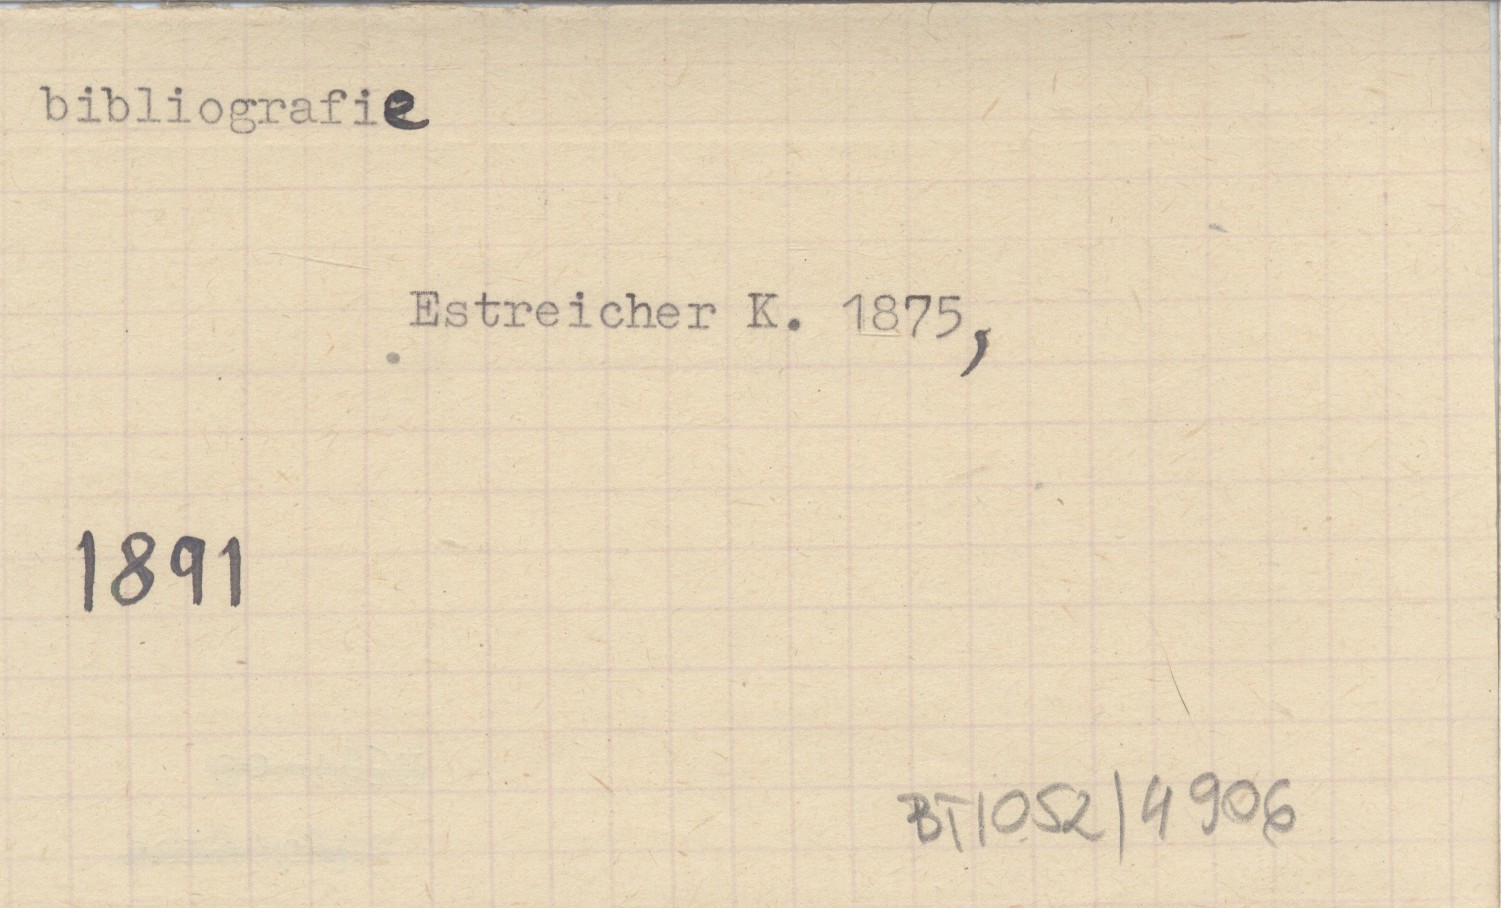 bibliografie
Estreicher K. 1875,
1891
BT1052/4906